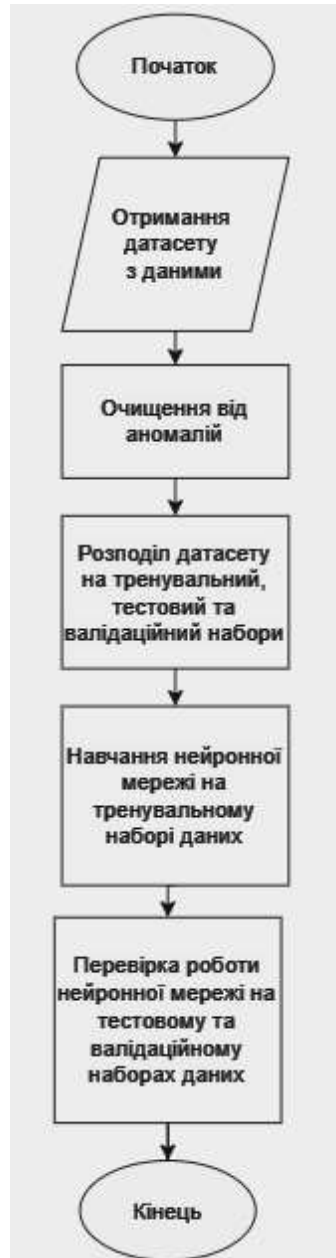 Початок
Отримання
датасету
з даними
Очищення від
аномалій
Розподіл датасету
на тренувальний,
тестовий та
валідаційний набори
Навчання нейронної
мережі на
тренувальному
наборі даних
Перевірка роботи
нейронної мережі на
тестовому та
валідаційному
наборах даних
Кінець